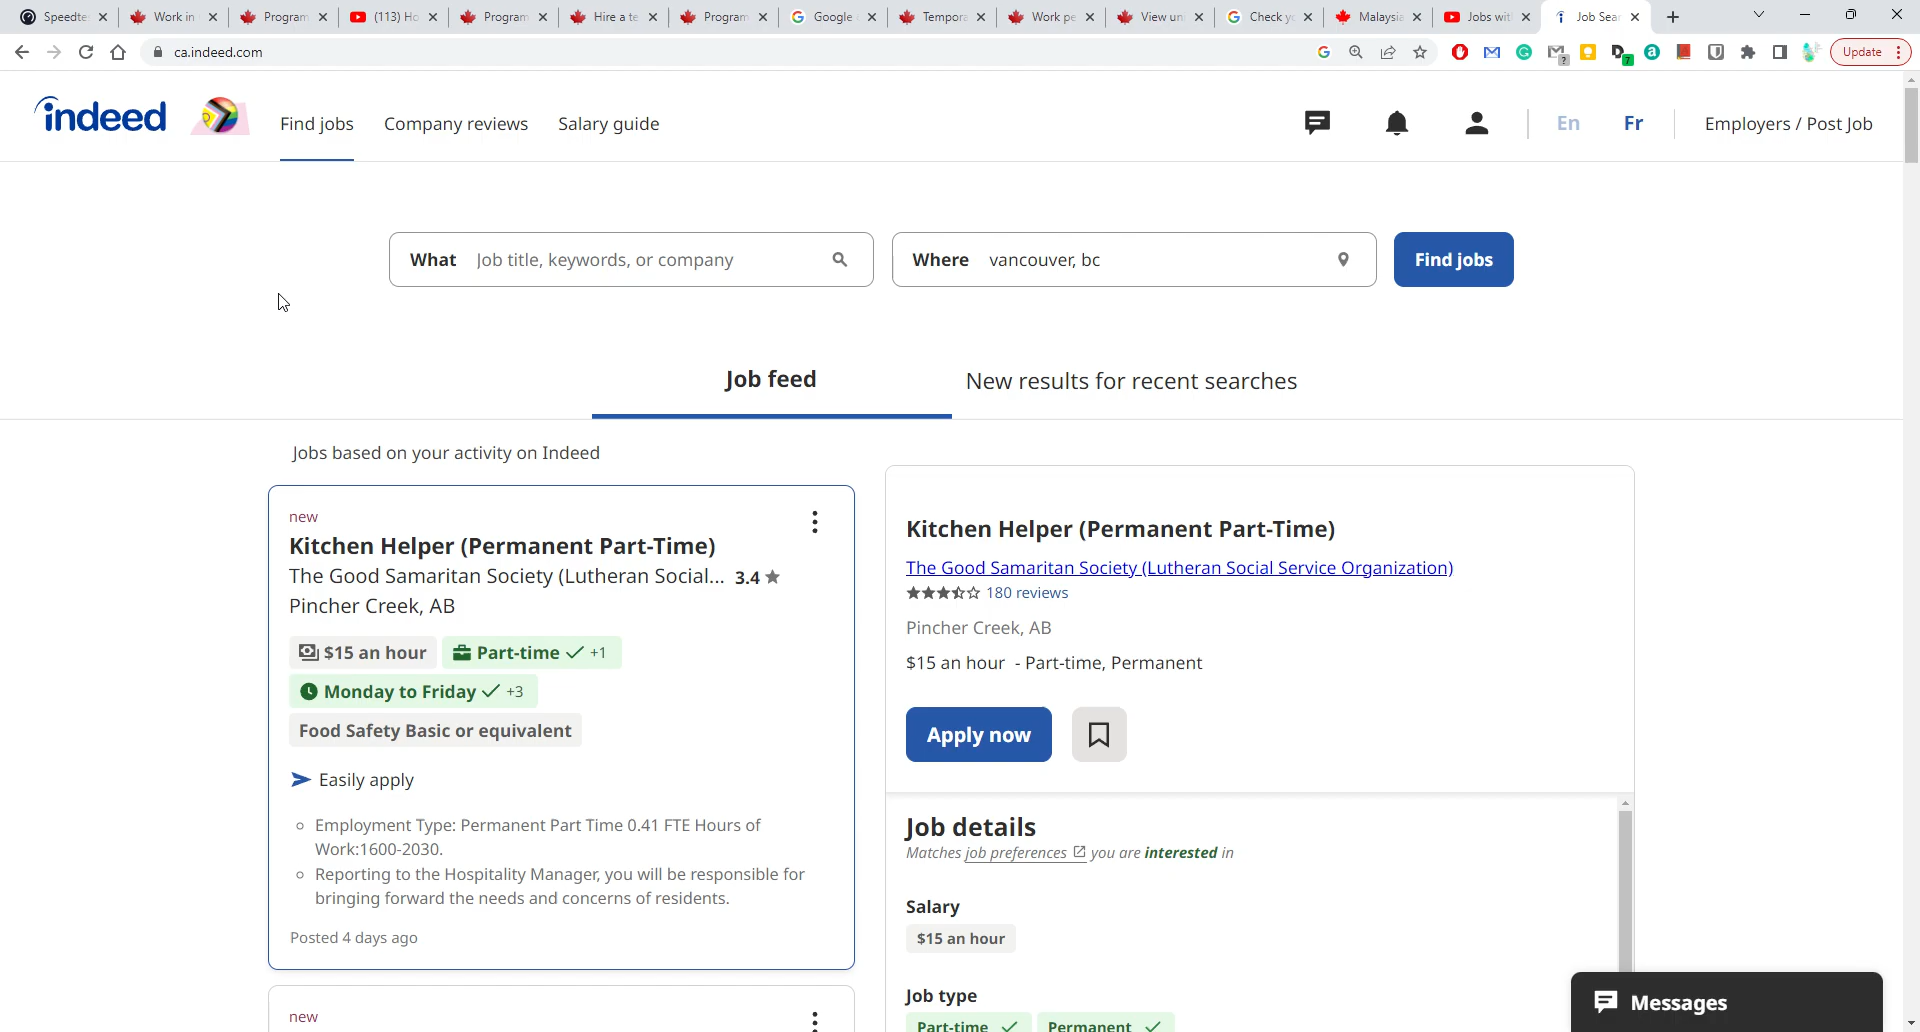 Speedte
Work in
Program
(113) Ho
Program
Hire a te
Program
Google
Tempora
Work pe
View un
Check yo
Malaysia
Jobs wit
Job Sear
ca.indeed.com
Update
indeed
Find jobs
Company reviews
Salary guide
En
Fr
Employers / Post Job
What Job title, keywords, or company
Where vancouver, bc
Find jobs
Job feed
New results for recent searches
Jobs based on your activity on Indeed
new
Kitchen Helper (Permanent Part-Time)
The Good Samaritan Society (Lutheran Social... 3.4
Pincher Creek, AB
$15 an hour Part-time +1
Monday to Friday +3
Food Safety Basic or equivalent
Easily apply
Employment Type: Permanent Part Time 0.41 FTE Hours of
Work:1600-2030.
Reporting to the Hospitality Manager, you will be responsible for
bringing forward the needs and concerns of residents.
Posted 4 days ago
new
Kitchen Helper (Permanent Part-Time)
The Good Samaritan Society (Lutheran Social Service Organization)
180 reviews
Pincher Creek, AB
$15 an hour - Part-time, Permanent
Apply now
Job details
Matches job preferences you are interested in
Salary
$15 an hour
Job type
Part-time Permanent
Messages